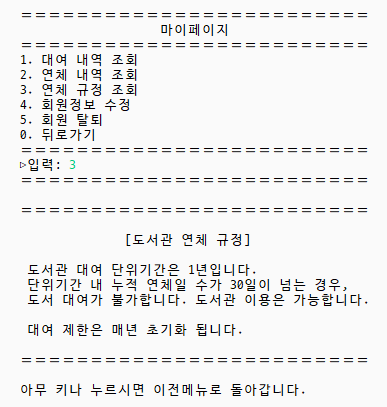 =========================
마이페이지
=========================
1. 대여 내역 조회
2. 연체 내역 조회
3. 연체 규정 조회
4. 회원정보 수정
5. 회원 탈퇴
0. 뒤로가기
=========================
▷입력: 3
=========================
=========================
[도서관 연체 규정]
도서관 대여 단위기간은 1년입니다.
단위기간 내 누적 연체일 수가 30일이 넘는 경우,
도서 대여가 불가합니다. 도서관 이용은 가능합니다.
대여 제한은 매년 초기화 됩니다.
=========================
아무 키나 누르시면 이전메뉴로 돌아갑니다.